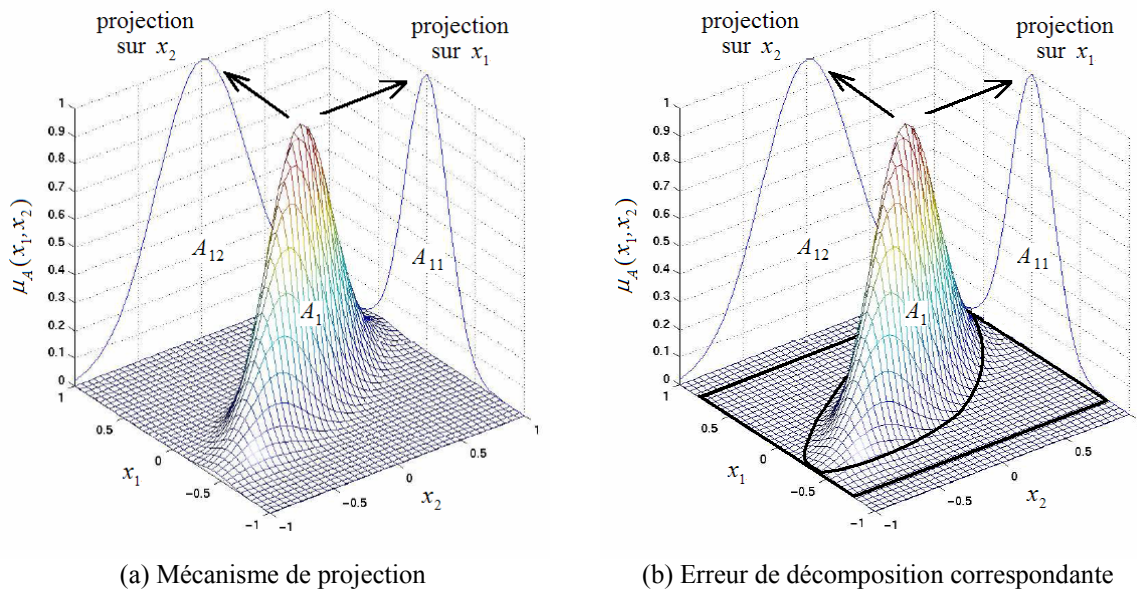 projection
sur x₂
projection
sur x₁
μ_A(x₁, x₂)
1
0.9
0.8
0.7
0.6
0.5
0.4
0.3
0.2
0.1
0
A₁₂
A₁₁
A₁
1
0.5
0
−0.5
−1
x₁
−1
−0.5
0
0.5
1
x₂
(a) Mécanisme de projection
projection
sur x₂
projection
sur x₁
μ_A(x₁, x₂)
1
0.9
0.8
0.7
0.6
0.5
0.4
0.3
0.2
0.1
0
A₁₂
A₁₁
A₁
1
0.5
0
−0.5
−1
x₁
−1
−0.5
0
0.5
1
x₂
(b) Erreur de décomposition correspondante